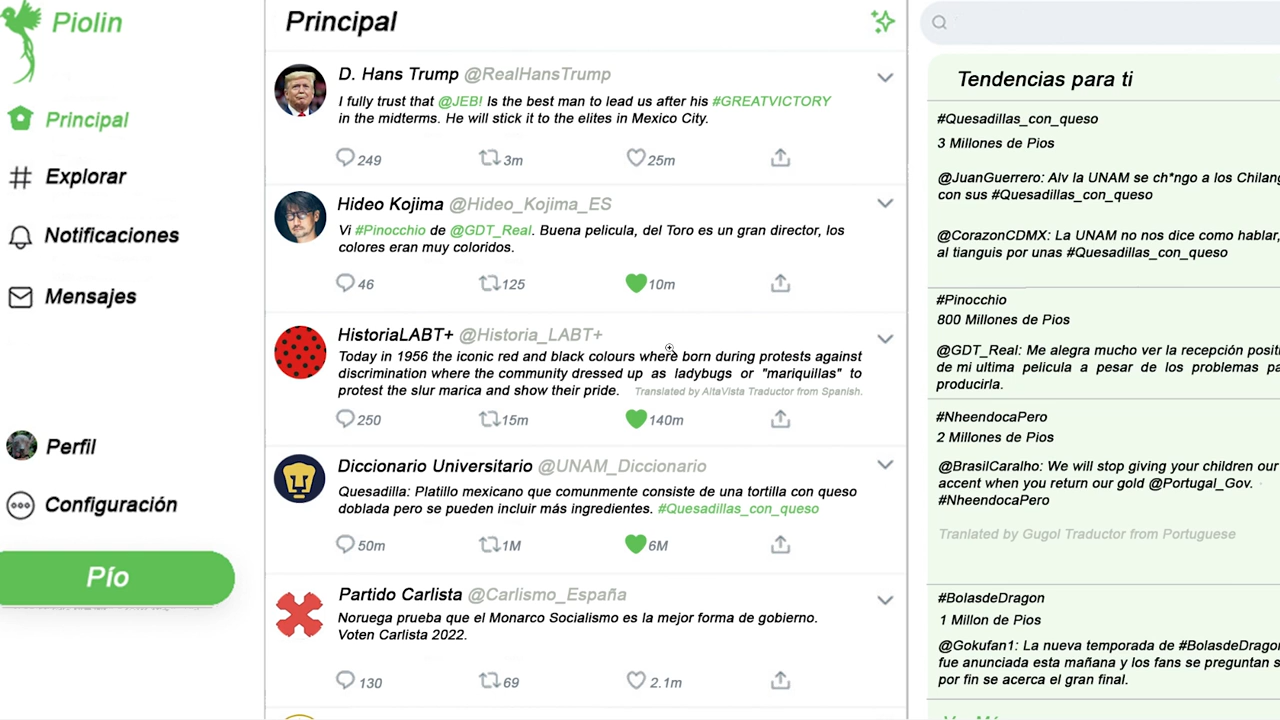 Piolin
Principal
Explorar
Notificaciones
Mensajes
Perfil
Configuración
Pío
Principal
D. Hans Trump @RealHansTrump
I fully trust that @JEB! Is the best man to lead us after his #GREATVICTORY
in the midterms. He will stick it to the elites in Mexico City.
249 3m 25m
Hideo Kojima @Hideo_Kojima_ES
Vi #Pinocchio de @GDT_Real. Buena pelicula, del Toro es un gran director, los
colores eran muy coloridos.
46 125 10m
HistoriaLABT+ @Historia_LABT+
Today in 1956 the iconic red and black colours where born during protests against
discrimination where the community dressed up as ladybugs or "mariquillas" to
protest the slur marica and show their pride. Translated by AltaVista Traductor from Spanish.
250 15m 140m
Diccionario Universitario @UNAM_Diccionario
Quesadilla: Platillo mexicano que comunmente consiste de una tortilla con queso
doblada pero se pueden incluir más ingredientes. #Quesadillas_con_queso
50m 1M 6M
Partido Carlista @Carlismo_España
Noruega prueba que el Monarco Socialismo es la mejor forma de gobierno.
Voten Carlista 2022.
130 69 2.1m
Tendencias para ti
#Quesadillas_con_queso
3 Millones de Pios
@JuanGuerrero: Alv la UNAM se ch*ngo a los Chilang
con sus #Quesadillas_con_queso
@CorazonCDMX: La UNAM no nos dice como hablar,
al tianguis por unas #Quesadillas_con_queso
#Pinocchio
800 Millones de Pios
@GDT_Real: Me alegra mucho ver la recepción positi
de mi ultima pelicula a pesar de los problemas pa
producirla.
#NheendocaPero
2 Millones de Pios
@BrasilCaralho: We will stop giving your children our
accent when you return our gold @Portugal_Gov.
#NheendocaPero
Tranlated by Gugol Traductor from Portuguese
#BolasdeDragon
1 Millon de Pios
@Gokufan1: La nueva temporada de #BolasdeDragon
fue anunciada esta mañana y los fans se preguntan s
por fin se acerca el gran final.